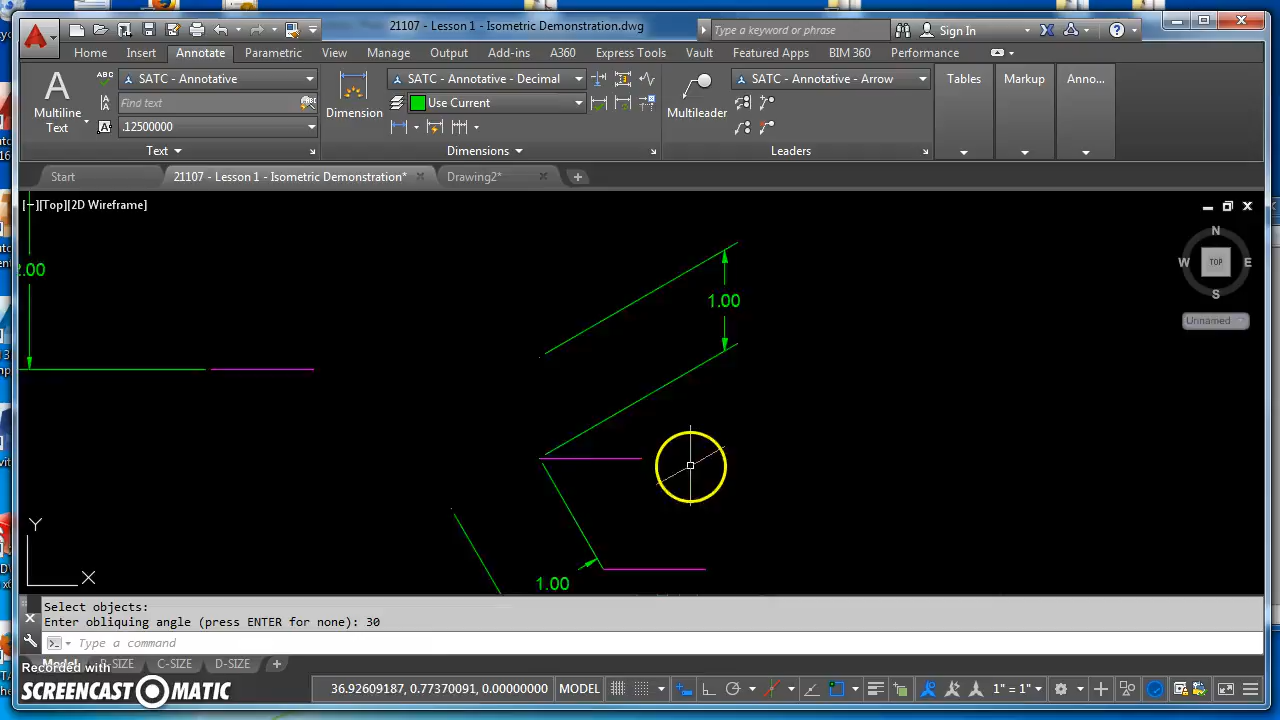 21107 - Lesson 1 - Isometric Demonstration.dwg
Type a keyword or phrase
Sign In
Home Insert Annotate Parametric View Manage Output Add-ins A360 Express Tools Vault Featured Apps BIM 360 Performance
A
ABC
SATC - Annotative
SATC - Annotative - Decimal
SATC - Annotative - Arrow
Tables
Markup
Anno...
Find text
Use Current
Multiline
Text
Dimension
Multileader
.12500000
Text
Dimensions
Leaders
Start
21107 - Lesson 1 - Isometric Demonstration*
Drawing2*
[−][Top][2D Wireframe]
N
W
TOP
E
S
Unnamed
2.00
1.00
1.00
Y
X
Select objects:
Enter obliquing angle (press ENTER for none): 30
Type a command
Model
B-SIZE
C-SIZE
D-SIZE
Recorded with
SCREENCAST MATIC
36.92609187, 0.77370091, 0.00000000
MODEL
1" = 1"